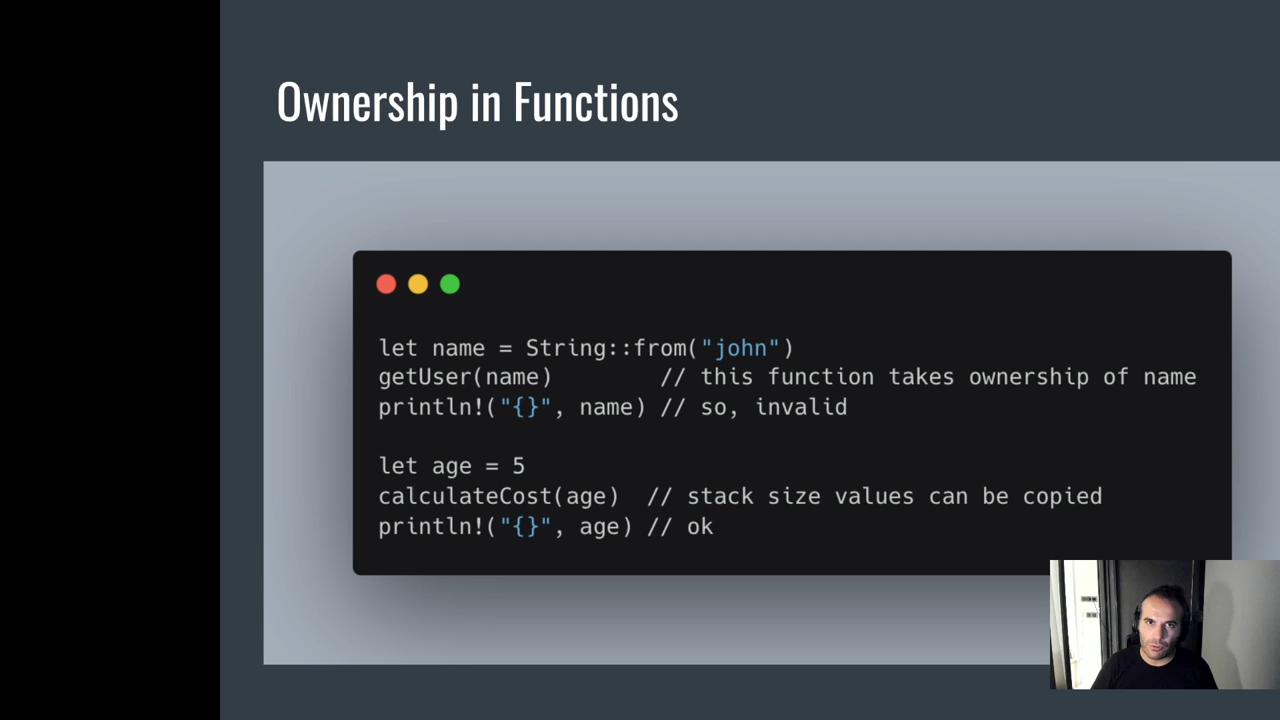 Ownership in Functions
let name = String::from("john")
getUser(name)        // this function takes ownership of name
println!("{}", name) // so, invalid
let age = 5
calculateCost(age)  // stack size values can be copied
println!("{}", age) // ok